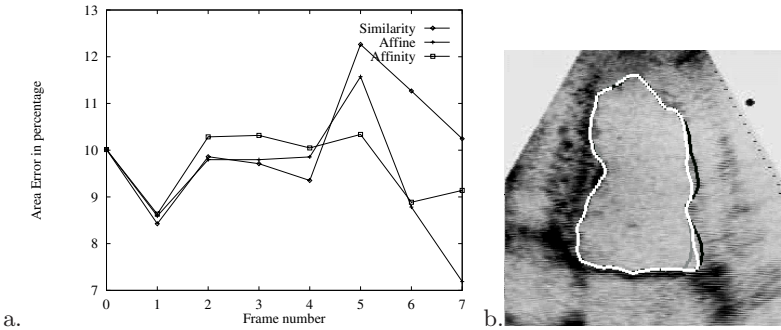 13
12
11
10
9
8
7
Area Error in percentage
Similarity
Affine
Affinity
0 1 2 3 4 5 6 7
Frame number
a.
b.